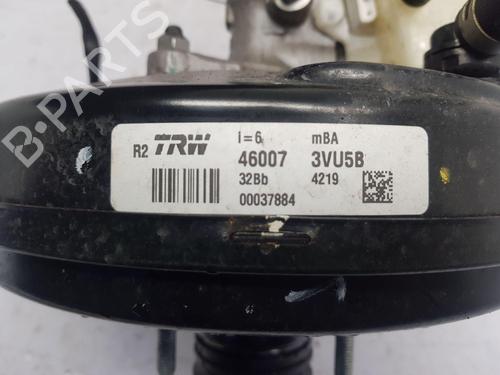 B-PARTS
R2 TRW i=6 mBA
46007 3VU5B
32Bb 4219
00037884